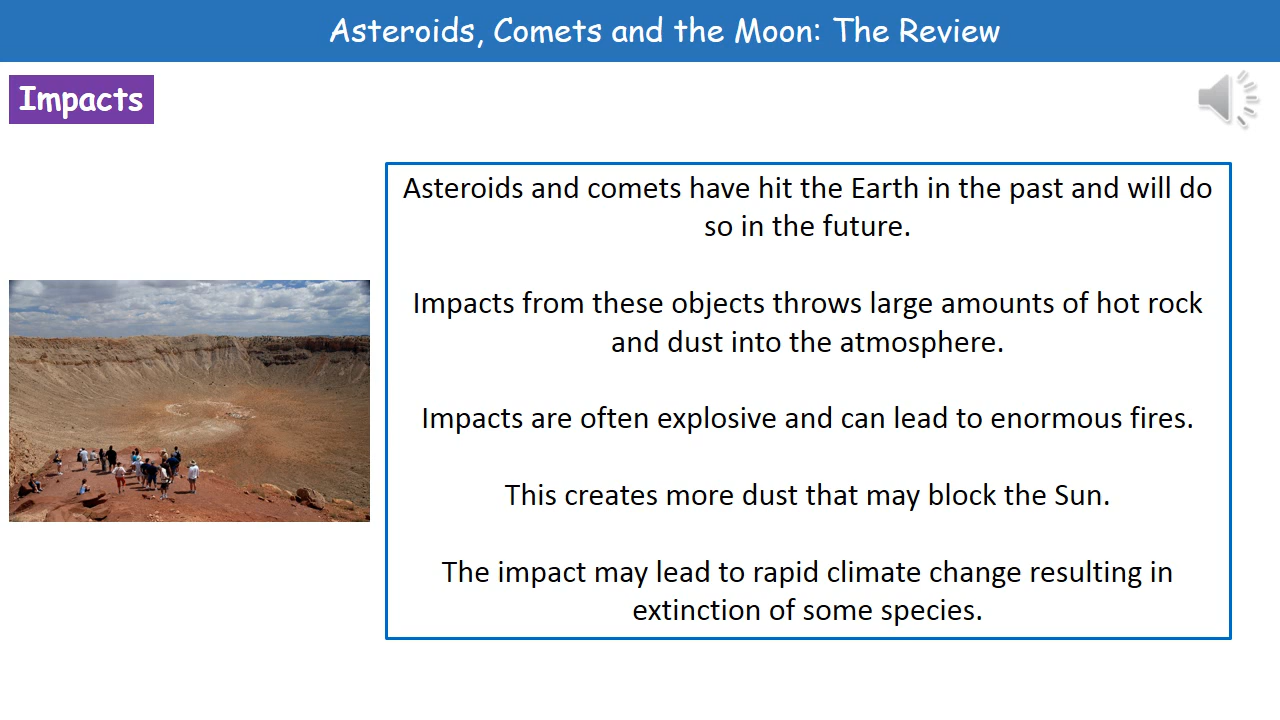 Asteroids, Comets and the Moon: The Review
Impacts
Asteroids and comets have hit the Earth in the past and will do
so in the future.
Impacts from these objects throws large amounts of hot rock
and dust into the atmosphere.
Impacts are often explosive and can lead to enormous fires.
This creates more dust that may block the Sun.
The impact may lead to rapid climate change resulting in
extinction of some species.